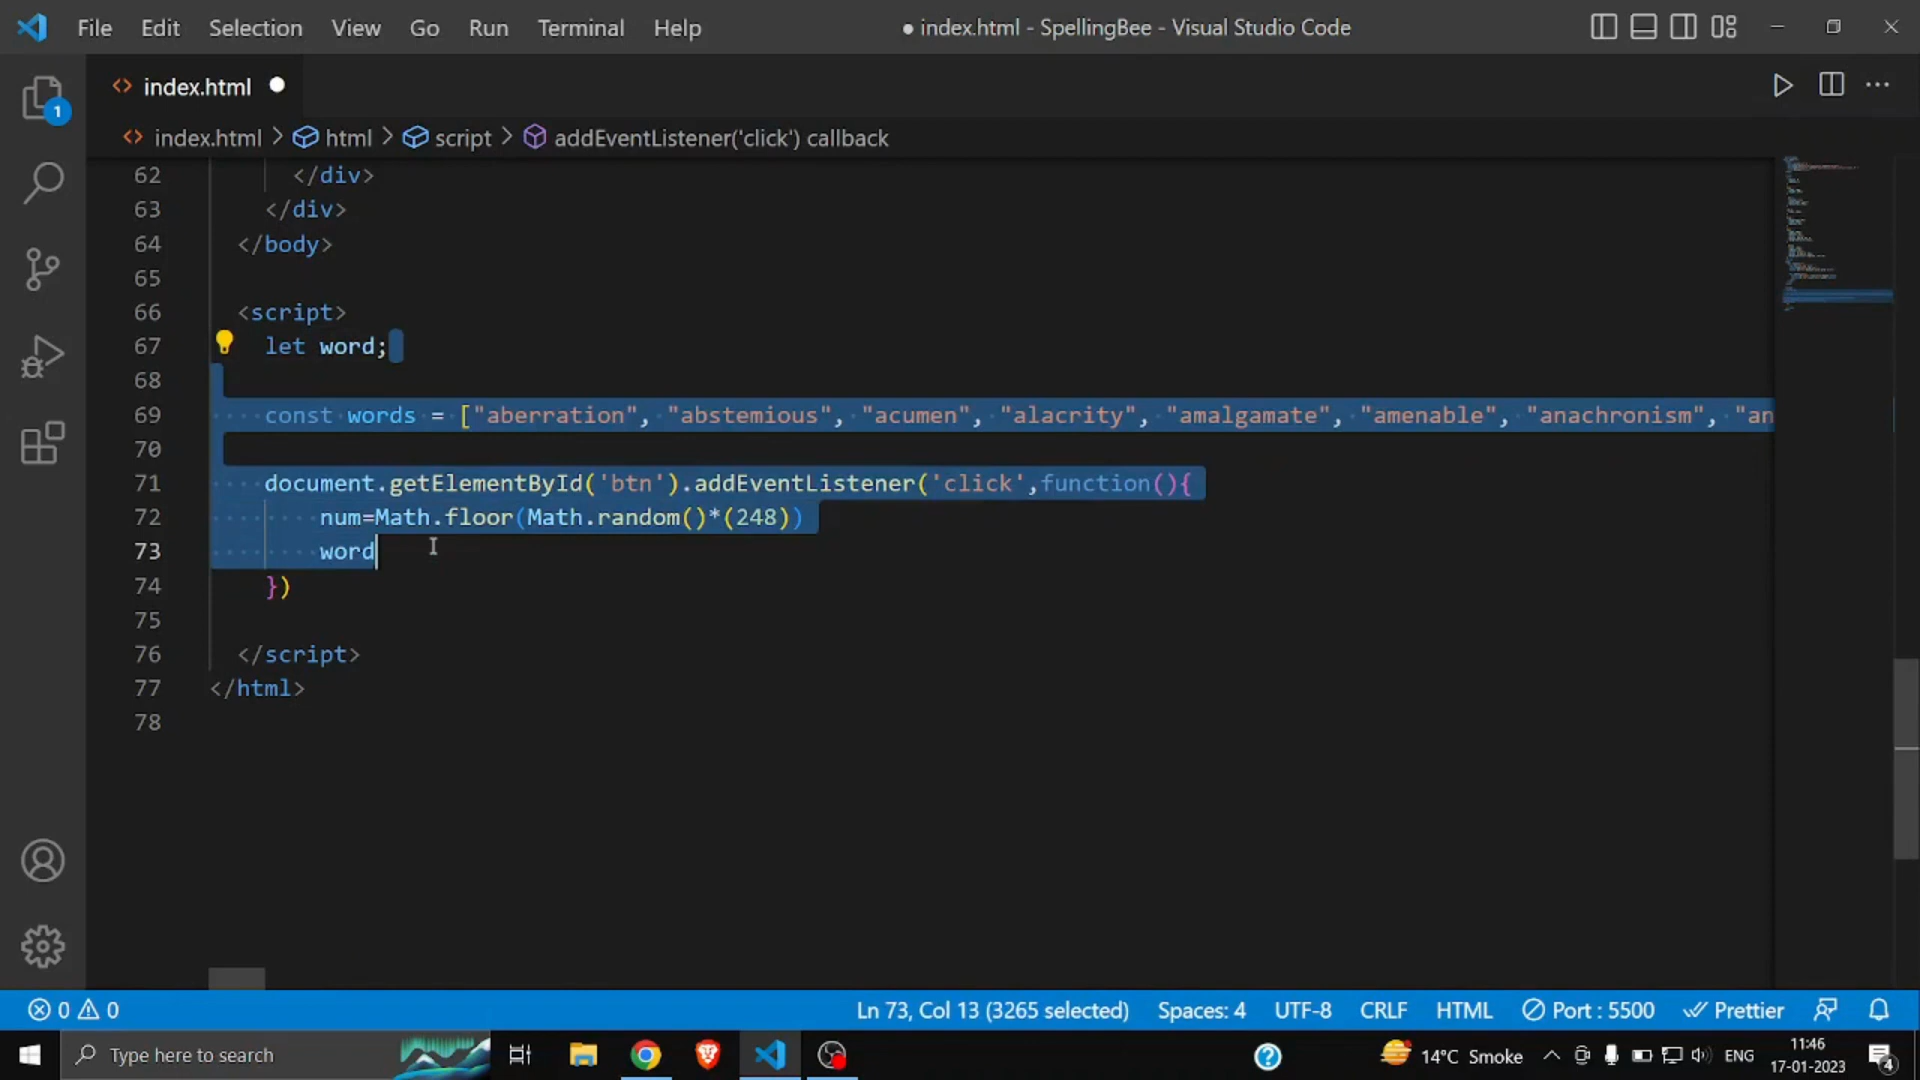 File Edit Selection View Go Run Terminal Help ● index.html - SpellingBee - Visual Studio Code
<> index.html ●
1
<> index.html > html > script > addEventListener('click') callback
62 </div>
63 </div>
64 </body>
65
66 <script>
67 let word;
68
69 const words = ["aberration", "abstemious", "acumen", "alacrity", "amalgamate", "amenable", "anachronism", "an
70
71 document.getElementById('btn').addEventListener('click',function(){
72 num=Math.floor(Math.random()*(248))
73 word
74 })
75
76 </script>
77 </html>
78
0 0 Ln 73, Col 13 (3265 selected) Spaces: 4 UTF-8 CRLF HTML Port : 5500 Prettier
Type here to search ? 14°C Smoke ENG 11:46
17-01-2023 4